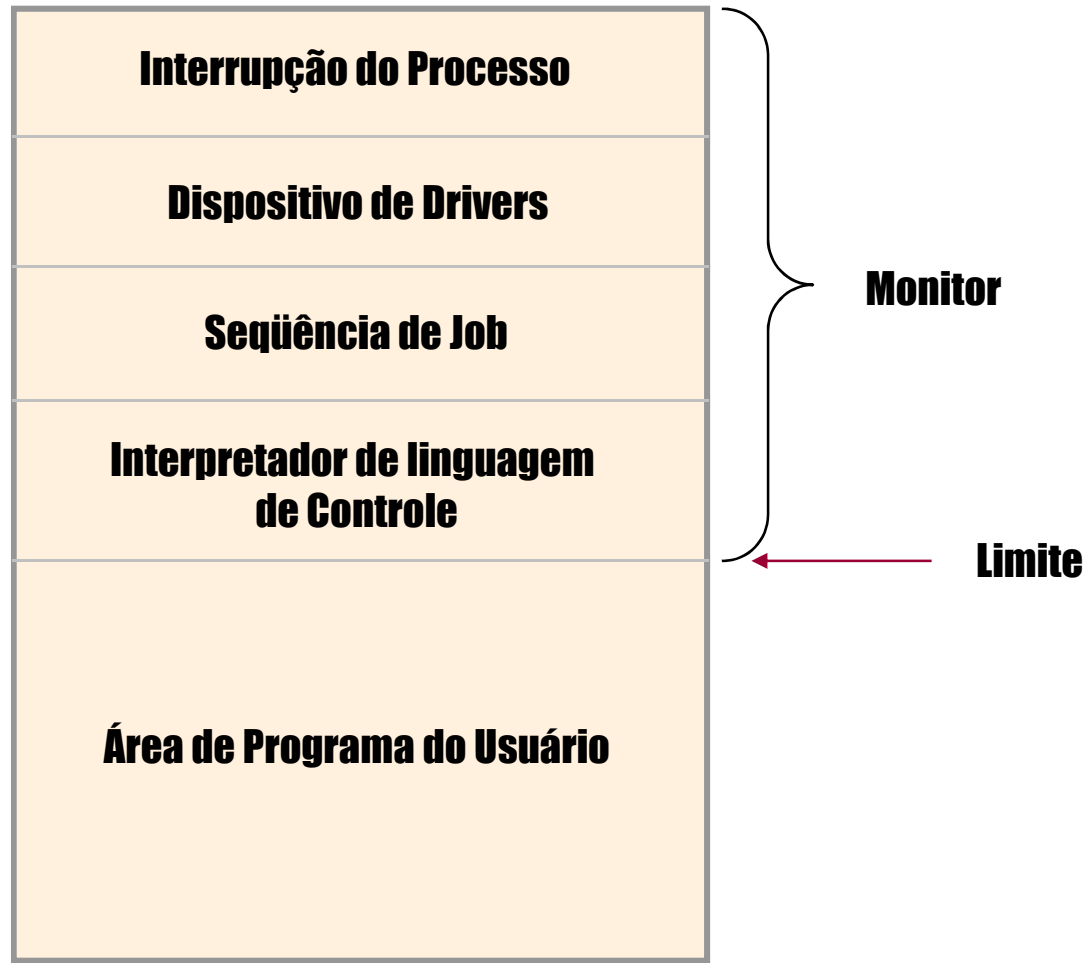 Interrupção do Processo
Dispositivo de Drivers
Seqüência de Job
Monitor
Interpretador de linguagem
de Controle
Limite
Área de Programa do Usuário